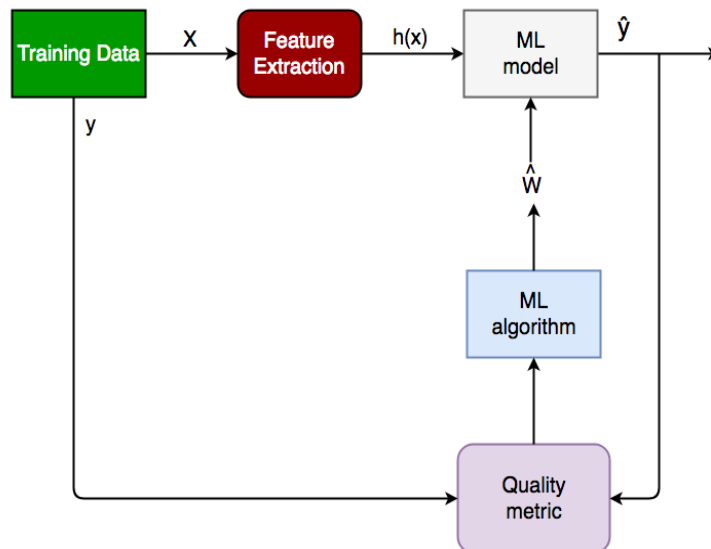 Training Data
X
Feature
Extraction
h(x)
ML
model
ŷ
y
Ŵ
ML
algorithm
Quality
metric